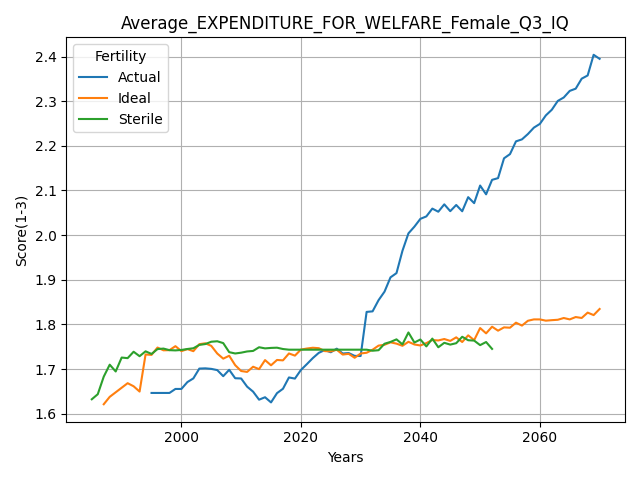 Average_EXPENDITURE_FOR_WELFARE_Female_Q3_IQ
Fertility
Actual
Ideal
Sterile
2.4
2.3
2.2
2.1
2.0
1.9
1.8
1.7
1.6
Score(1-3)
2000
2020
2040
2060
Years